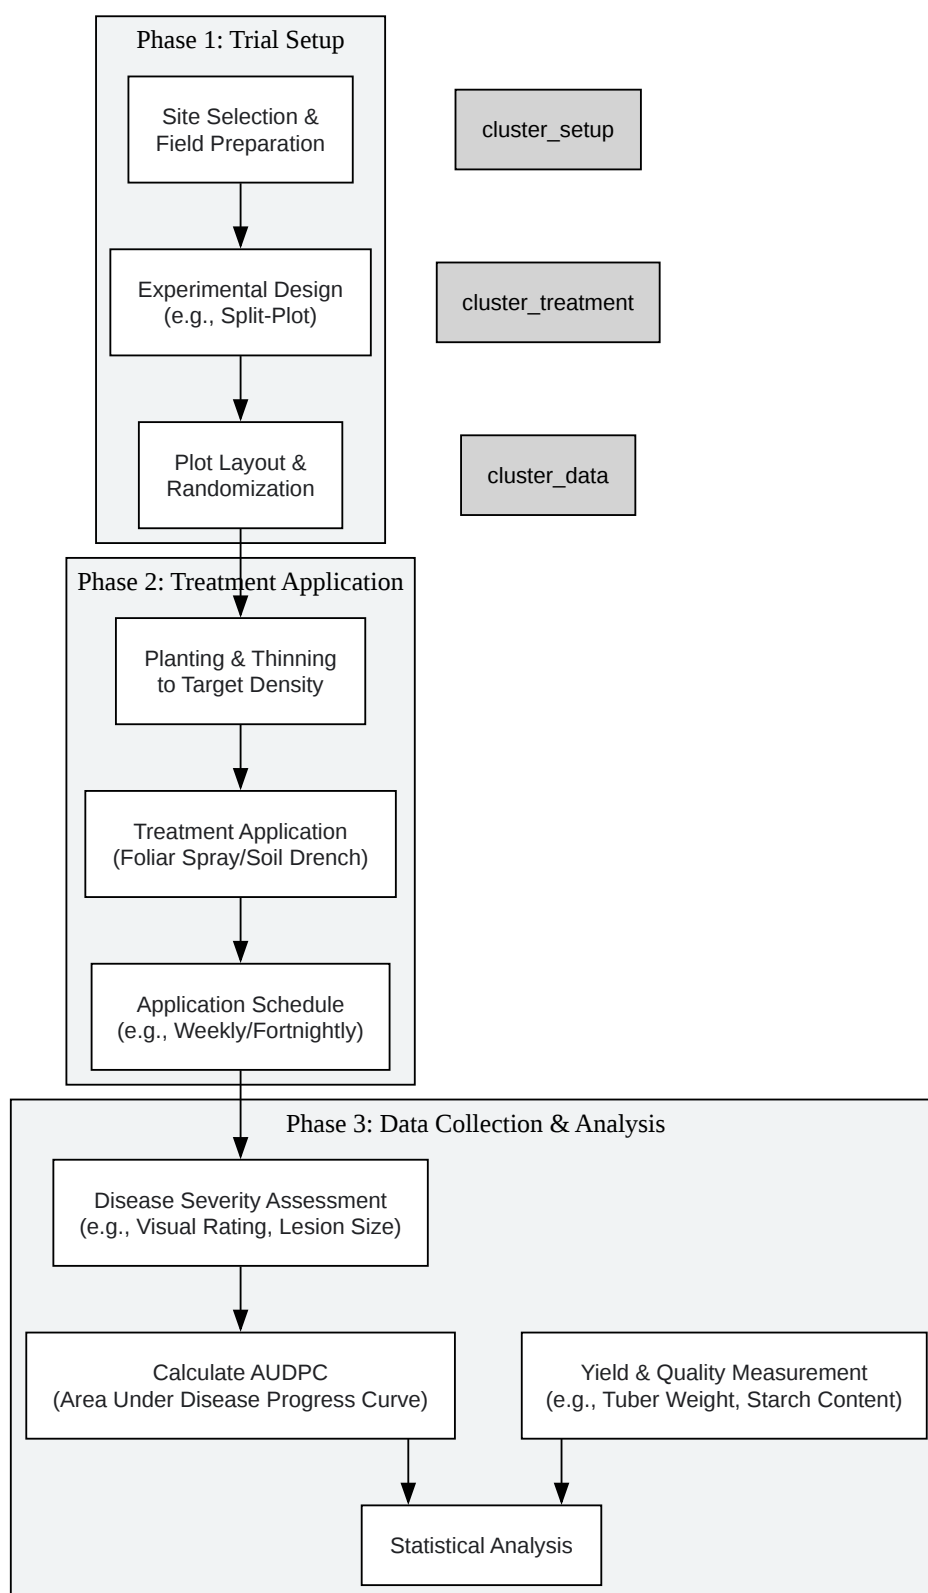 Phase 1: Trial Setup
Site Selection &
Field Preparation
cluster_setup
Experimental Design
(e.g., Split-Plot)
cluster_treatment
Plot Layout &
Randomization
cluster_data
Phase 2: Treatment Application
Planting & Thinning
to Target Density
Treatment Application
(Foliar Spray/Soil Drench)
Application Schedule
(e.g., Weekly/Fortnightly)
Phase 3: Data Collection & Analysis
Disease Severity Assessment
(e.g., Visual Rating, Lesion Size)
Calculate AUDPC
(Area Under Disease Progress Curve)
Yield & Quality Measurement
(e.g., Tuber Weight, Starch Content)
Statistical Analysis